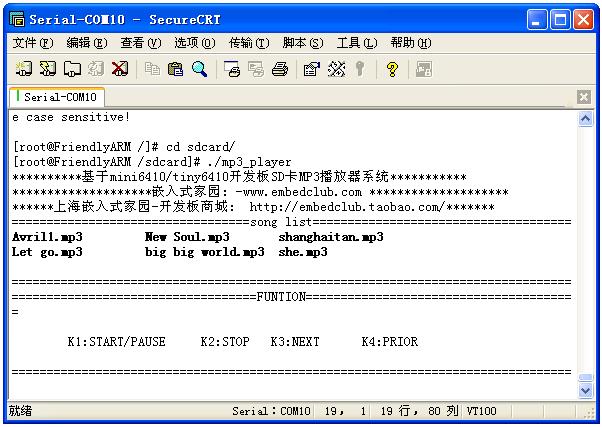 Serial-COM10 - SecureCRT
文件(F) 编辑(E) 查看(V) 选项(O) 传输(T) 脚本(S) 工具(L) 帮助(H)
Serial-COM10
e case sensitive!
[root@FriendlyARM /]# cd sdcard/
[root@FriendlyARM /sdcard]# ./mp3_player
**********基于mini6410/tiny6410开发板SD卡MP3播放器系统***********
********************嵌入式家园: -www.embedclub.com ********************
******上海嵌入式家园-开发板商城: http://embedclub.taobao.com/*******
==================================song list=====================================
Avril1.mp3 New Soul.mp3 shanghaitan.mp3
Let go.mp3 big big world.mp3 she.mp3
================================================================================
===================================FUNTION======================================
=
K1:START/PAUSE K2:STOP K3:NEXT K4:PRIOR
================================================================================
就绪 Serial: COM10 19, 1 19 行, 80 列 VT100